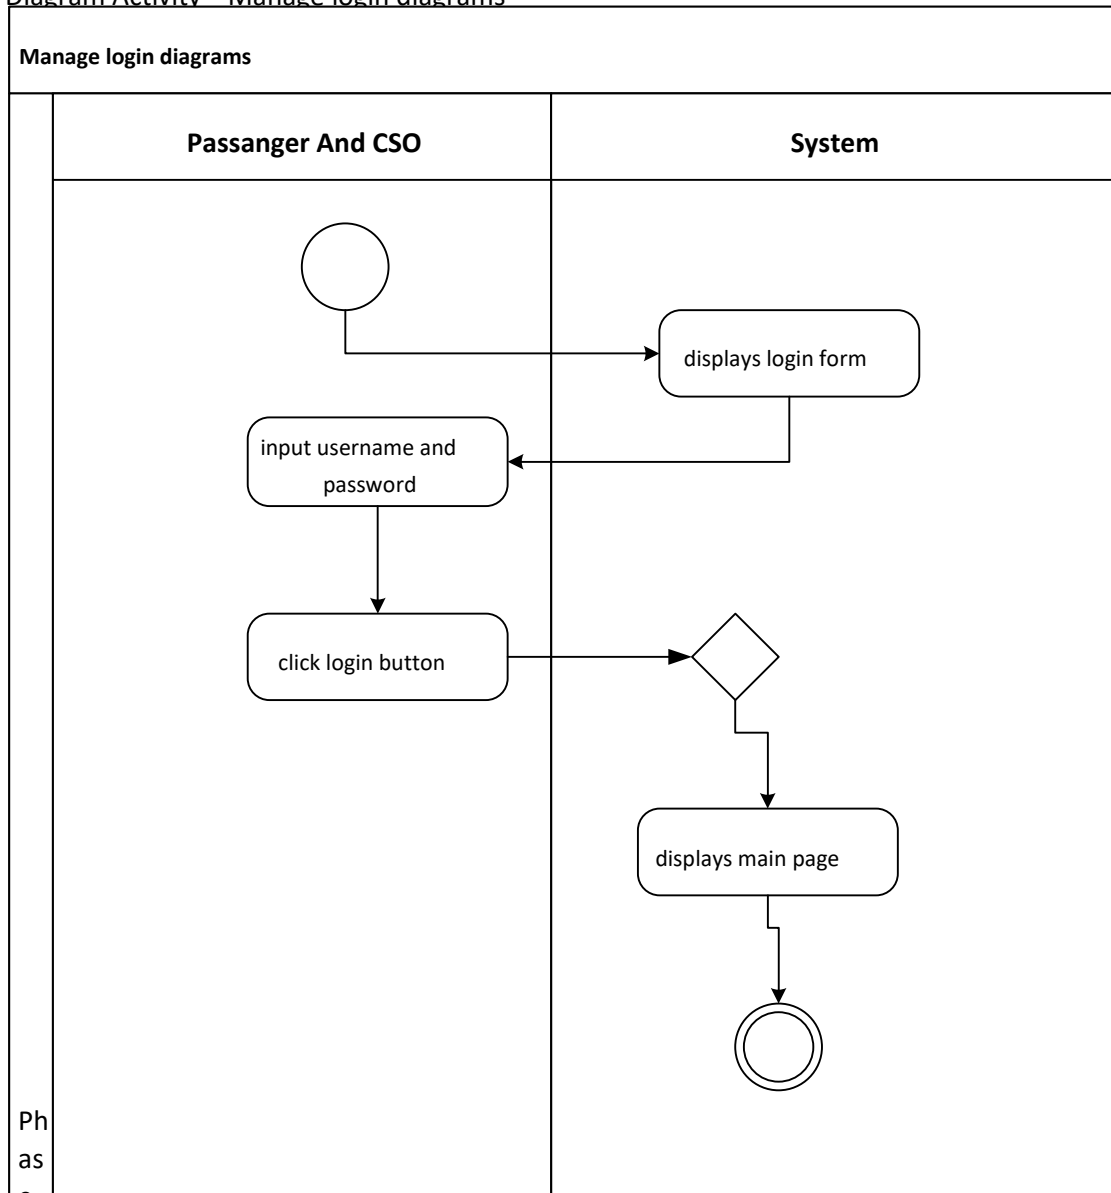 Diagram Activity – Manage login diagrams
Manage login diagrams
Passanger And CSO
System
displays login form
input username and
password
click login button
displays main page
Ph
as